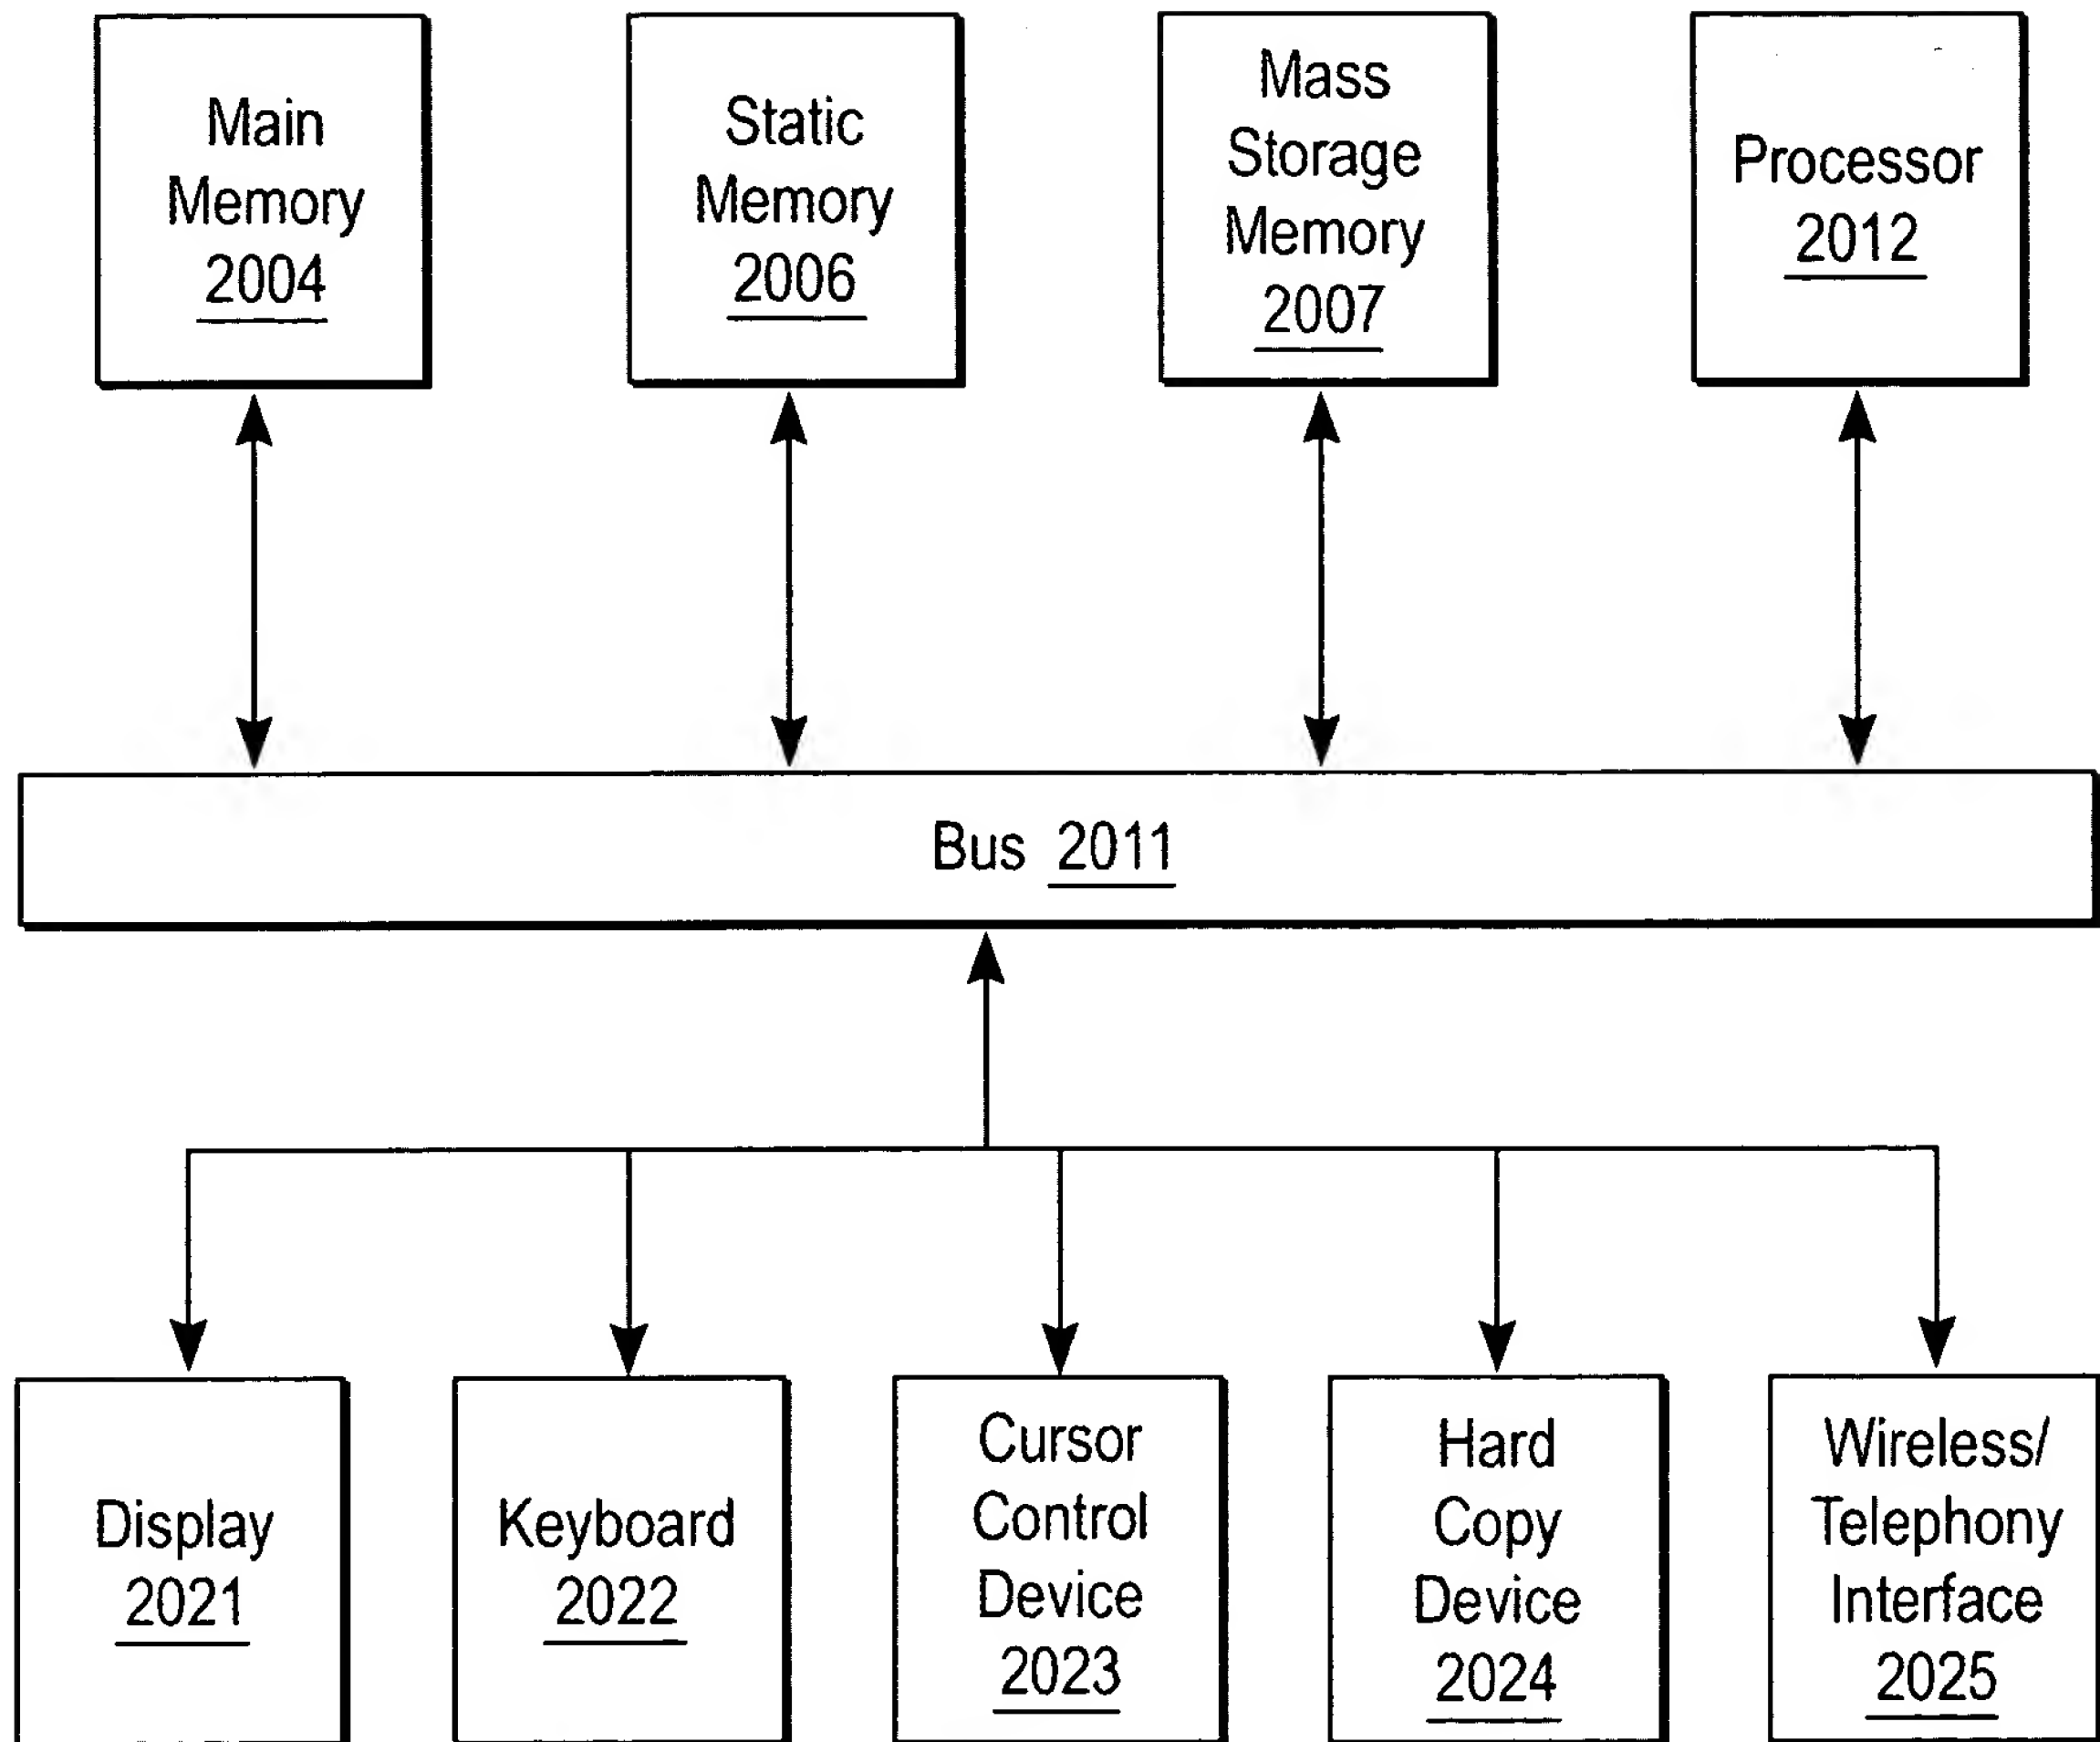 Main
Memory
2004
Static
Memory
2006
Mass
Storage
Memory
2007
Processor
2012
Bus 2011
Display
2021
Keyboard
2022
Cursor
Control
Device
2023
Hard
Copy
Device
2024
Wireless/
Telephony
Interface
2025